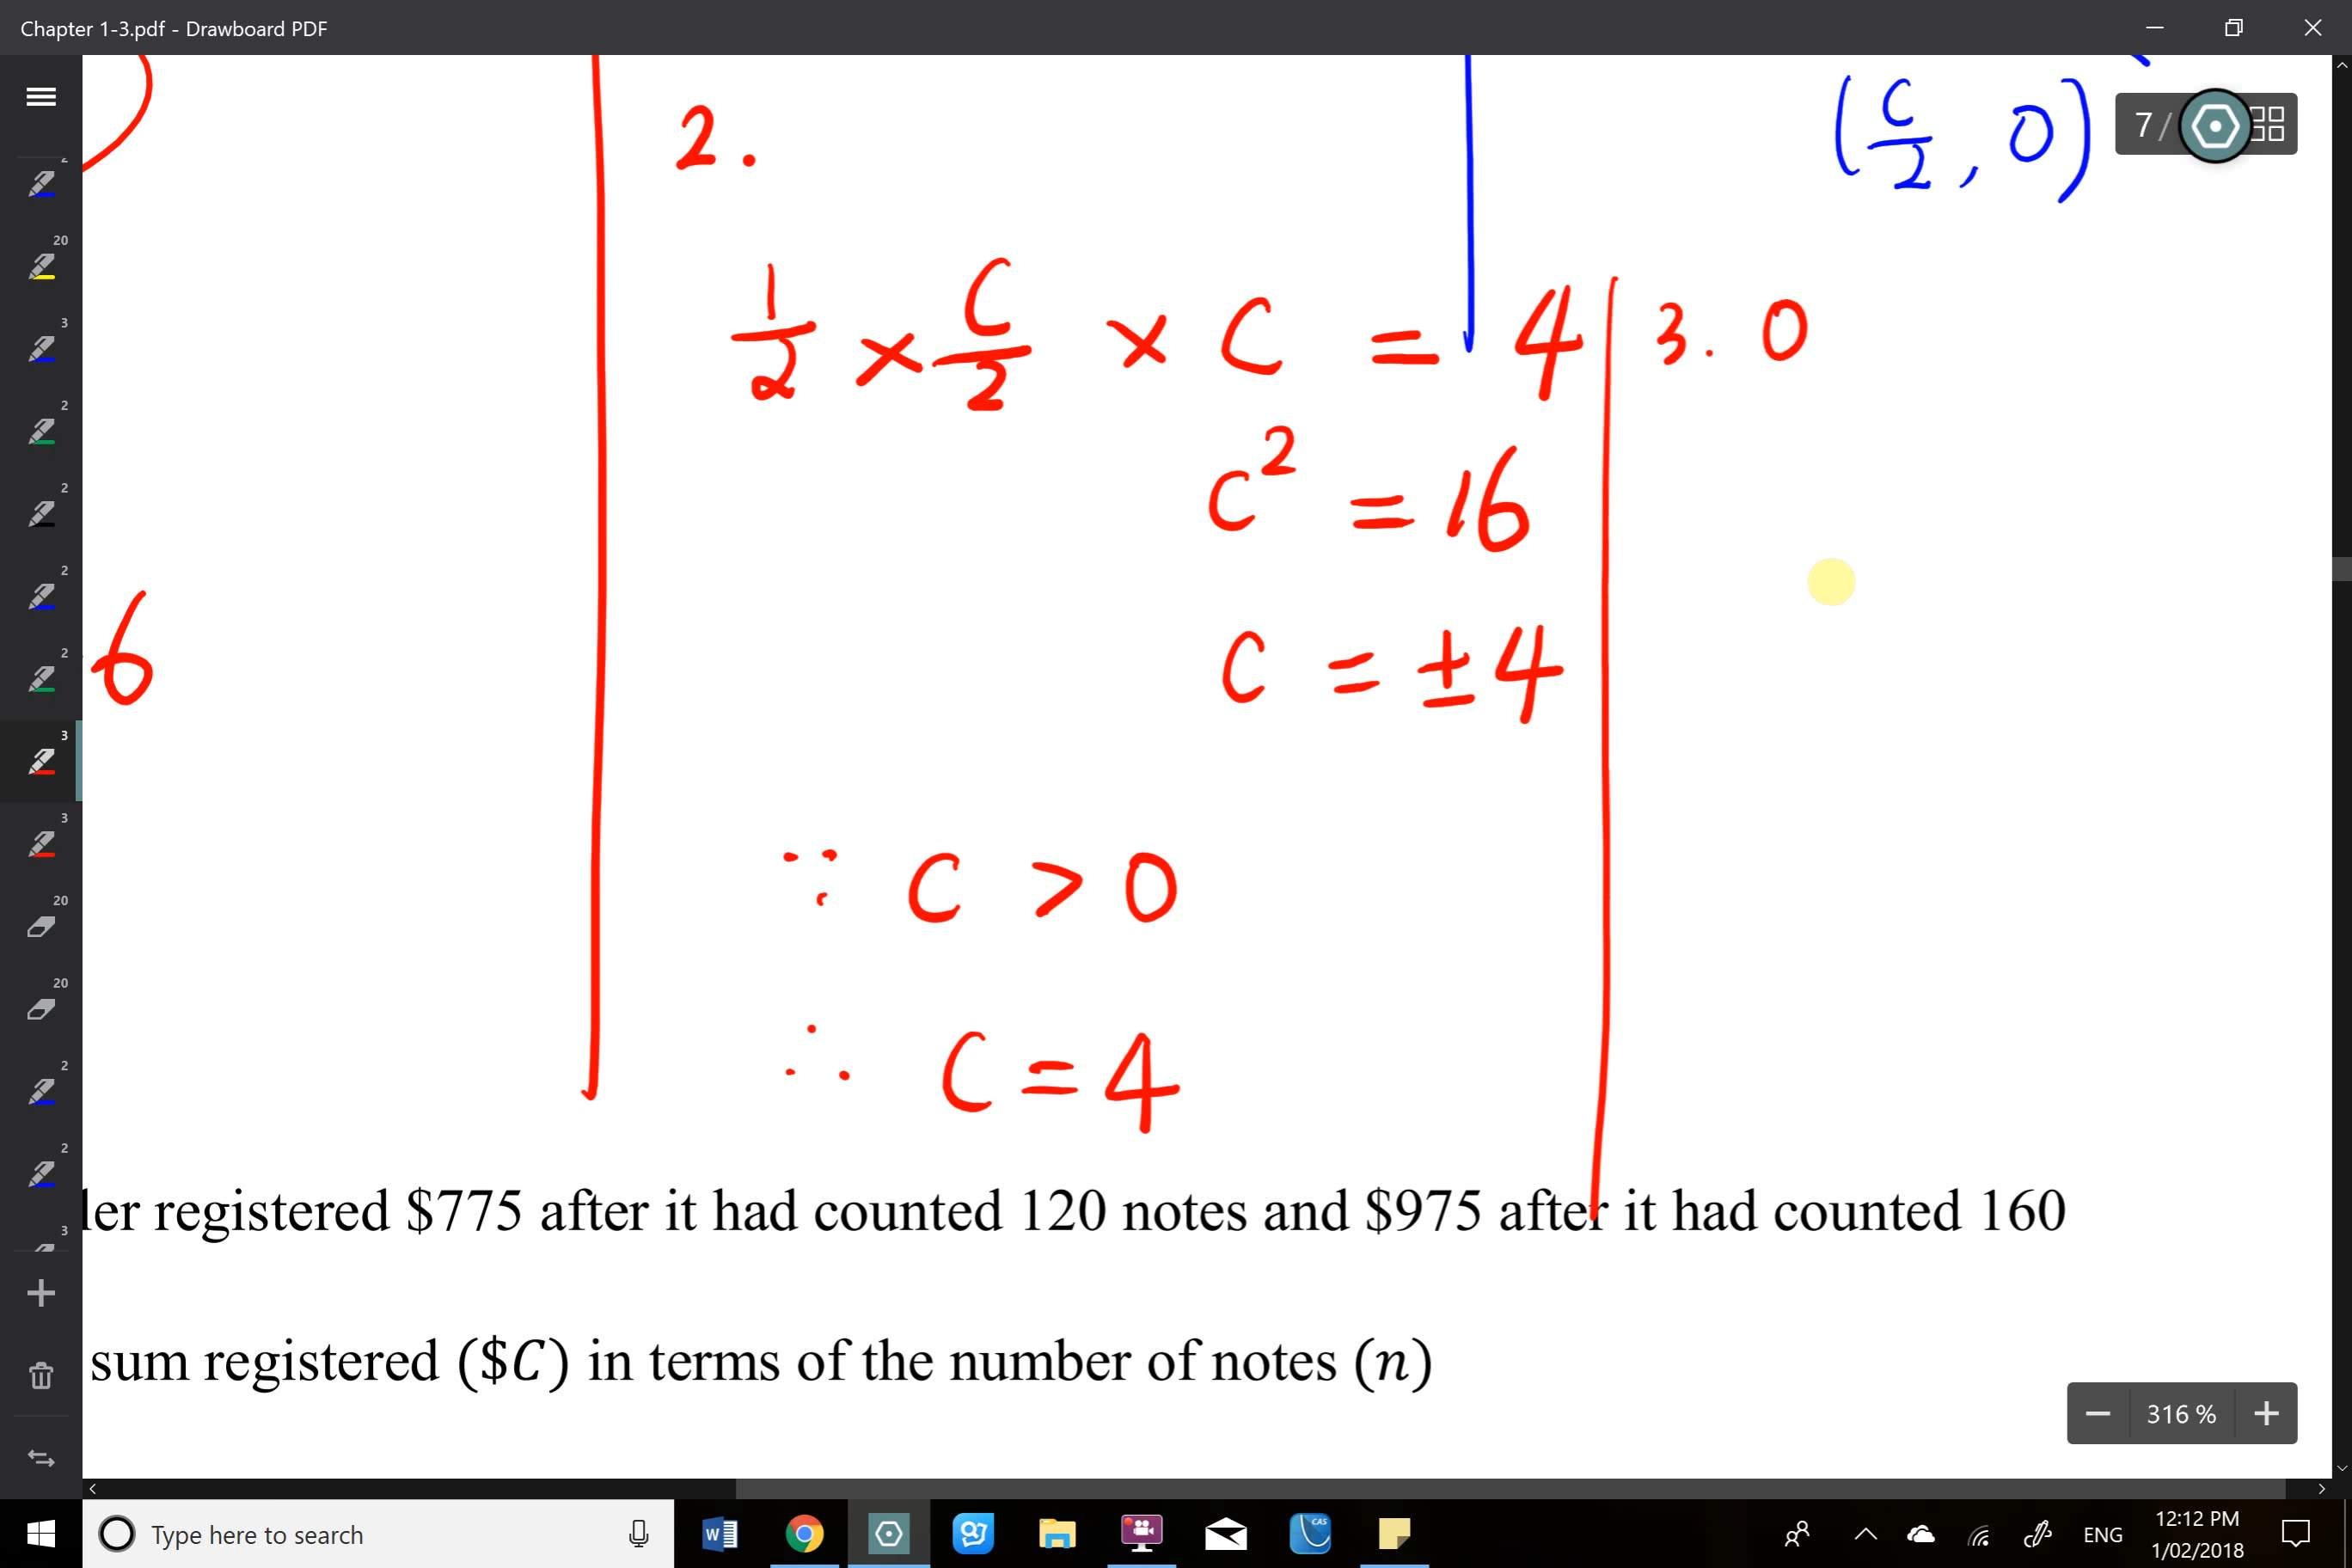 Chapter 1-3.pdf - Drawboard PDF
2.
(C/2, 0)
7 /
1/2 × C/2 × C = 4
3. 0
C² = 16
C = ±4
6
∵ C > 0
∴ C = 4
ler registered $775 after it had counted 120 notes and $975 after it had counted 160
sum registered ($C) in terms of the number of notes (n)
2
20
3
2
2
2
2
3
3
20
20
2
2
3
316 %
Type here to search
CAS
ENG
12:12 PM
1/02/2018